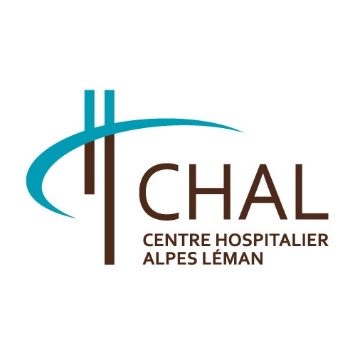 CHAL
CENTRE HOSPITALIER
ALPES LÉMAN